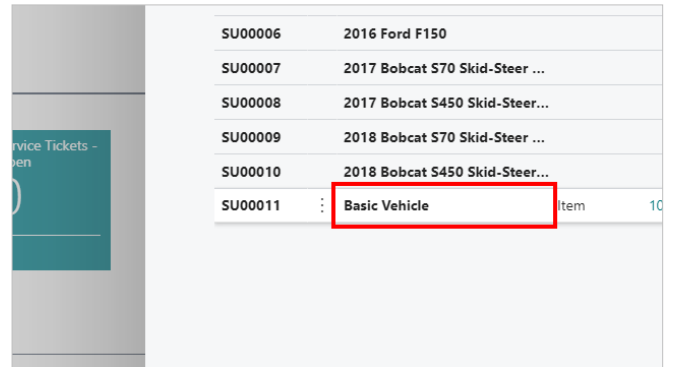 SU00006 2016 Ford F150
SU00007 2017 Bobcat S70 Skid-Steer ...
SU00008 2017 Bobcat S450 Skid-Steer...
SU00009 2018 Bobcat S70 Skid-Steer ...
rvice Tickets -
SU00010 2018 Bobcat S450 Skid-Steer...
SU00011 Basic Vehicle Item 10